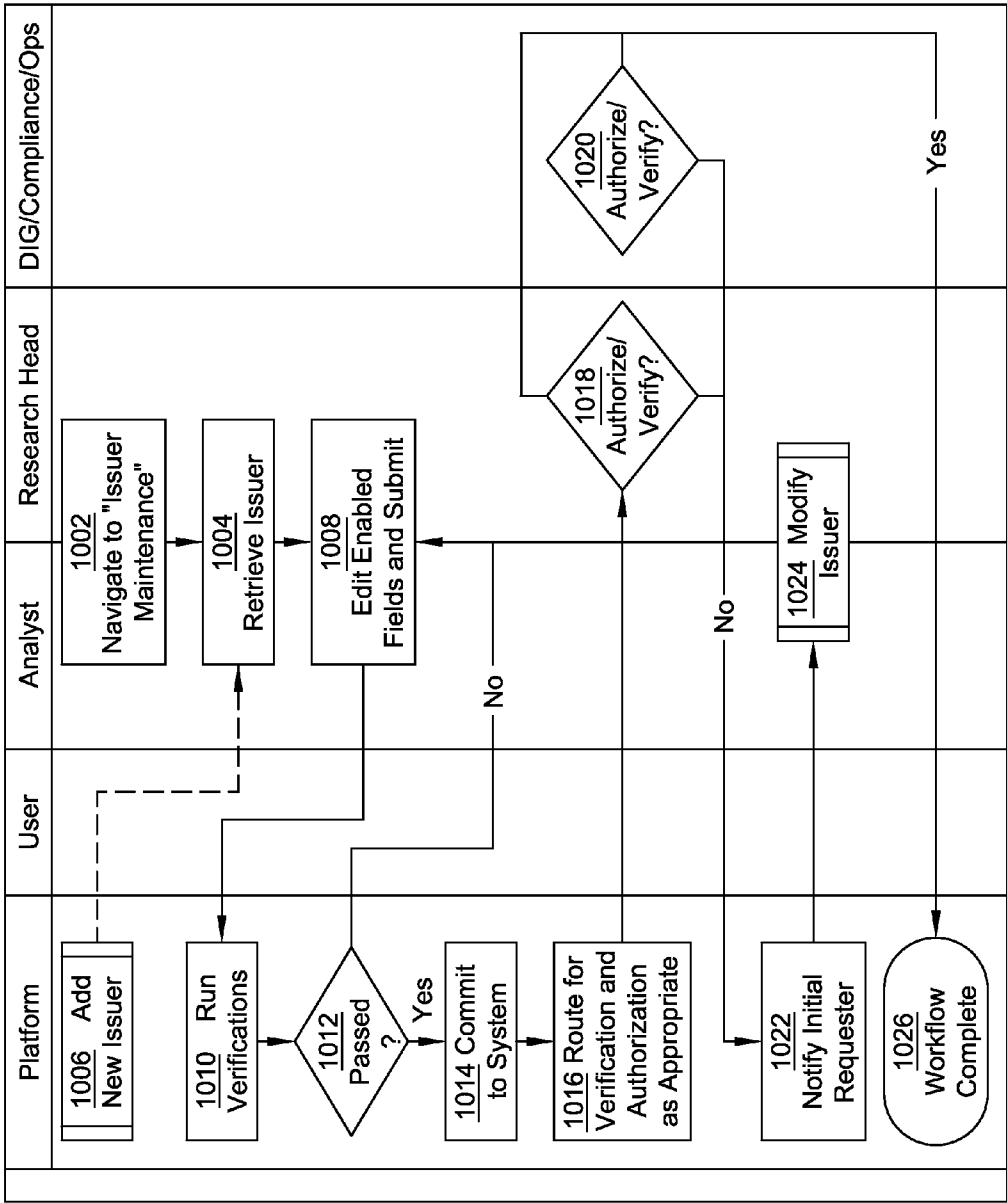 Platform
User
Analyst
Research Head
DIG/Compliance/Ops
1006 Add
New Issuer
1002
Navigate to "Issuer
Maintenance"
1004
Retrieve Issuer
1008
Edit Enabled
Fields and Submit
1010 Run
Verifications
1012
Passed
?
No
Yes
1014 Commit
to System
1016 Route for
Verification and
Authorization
as Appropriate
1018
Authorize/
Verify?
1020
Authorize/
Verify?
No
1022
Notify Initial
Requester
1024 Modify
Issuer
Yes
1026
Workflow
Complete